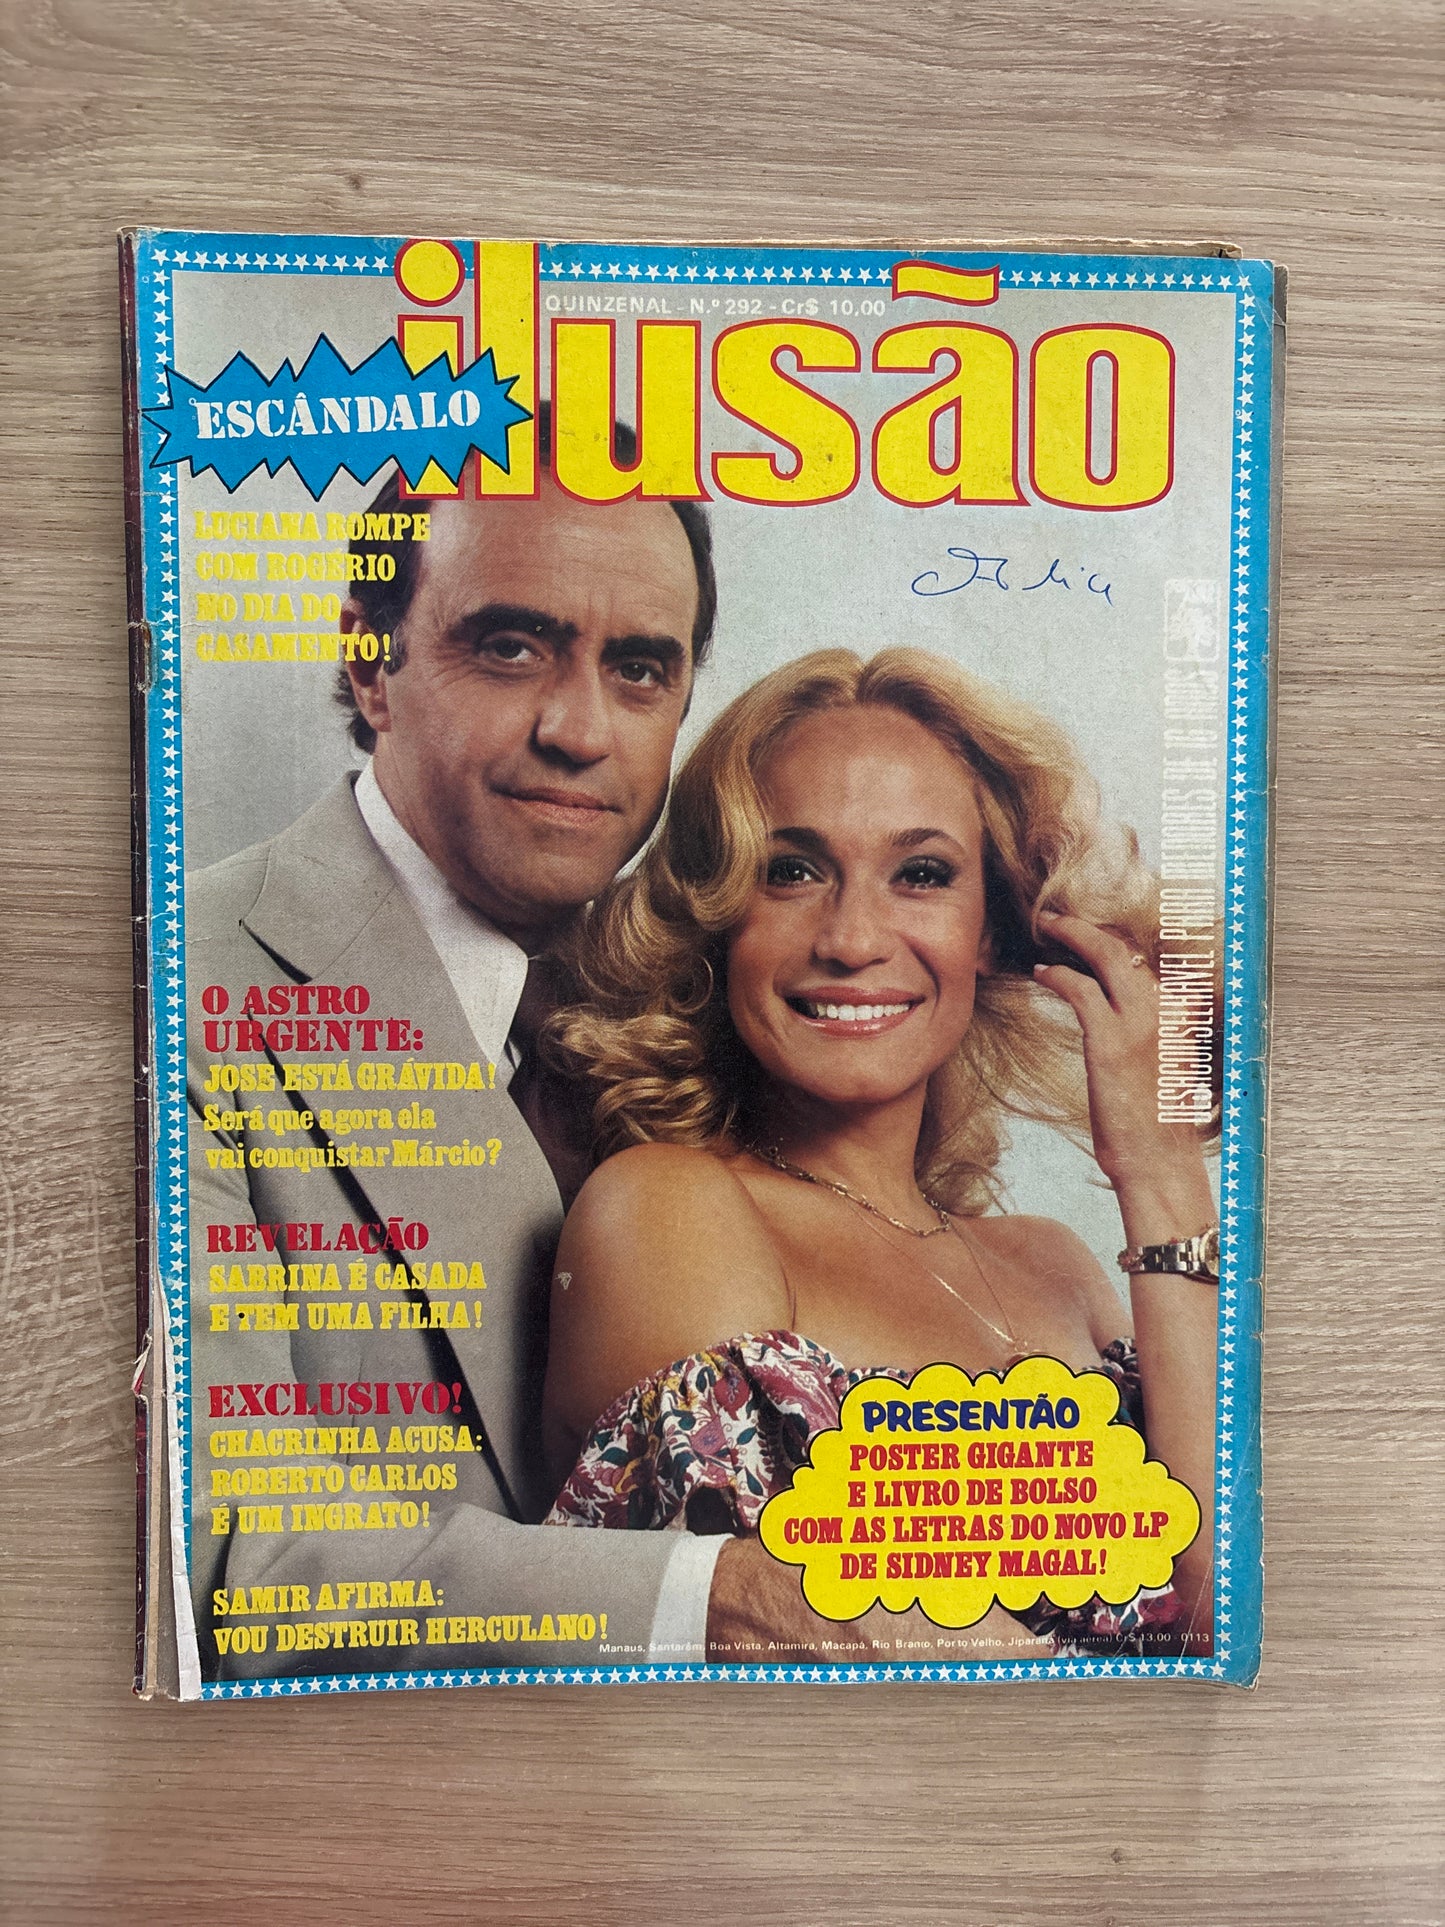 QUINZENAL - N.º 292 - Cr$ 10,00
ilusão
ESCÂNDALO
LUCIANA ROMPE
COM ROGÉRIO
NO DIA DO
CASAMENTO!
DESACONSELHÁVEL PARA MENORES DE 16 ANOS
O ASTRO
URGENTE:
JOSE ESTÁ GRÁVIDA!
Será que agora ela
vai conquistar Márcio?
REVELAÇÃO
SABRINA É CASADA
E TEM UMA FILHA!
EXCLUSIVO!
CHACRINHA ACUSA:
ROBERTO CARLOS
É UM INGRATO!
SAMIR AFIRMA:
VOU DESTRUIR HERCULANO!
PRESENTÃO
POSTER GIGANTE
E LIVRO DE BOLSO
COM AS LETRAS DO NOVO LP
DE SIDNEY MAGAL!
Manaus, Santarém, Boa Vista, Altamira, Macapá, Rio Branco, Porto Velho, Jiparaná (via aérea) Cr$ 13,00 - 0113